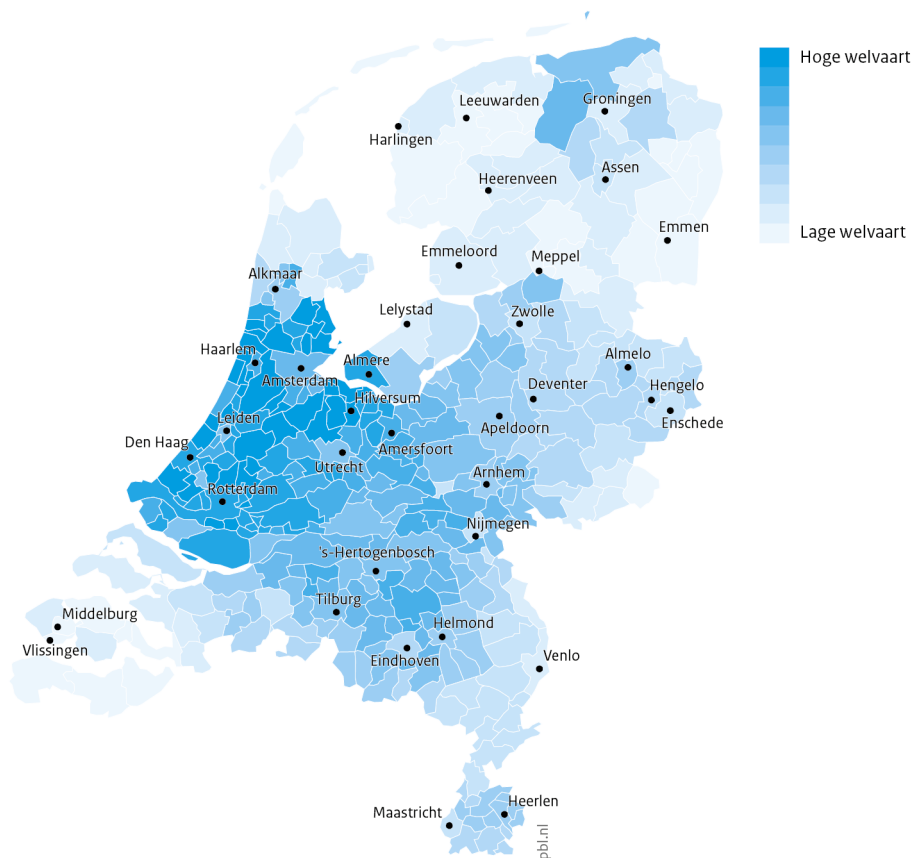 Hoge welvaart
Lage welvaart
Leeuwarden
Groningen
Harlingen
Assen
Heerenveen
Emmen
Emmeloord
Meppel
Alkmaar
Lelystad
Zwolle
Haarlem
Almere
Almelo
Amsterdam
Deventer
Hengelo
Hilversum
Leiden
Enschede
Apeldoorn
Den Haag
Amersfoort
Utrecht
Arnhem
Rotterdam
Nijmegen
's-Hertogenbosch
Tilburg
Middelburg
Helmond
Vlissingen
Eindhoven
Venlo
Heerlen
Maastricht
pbl.nl